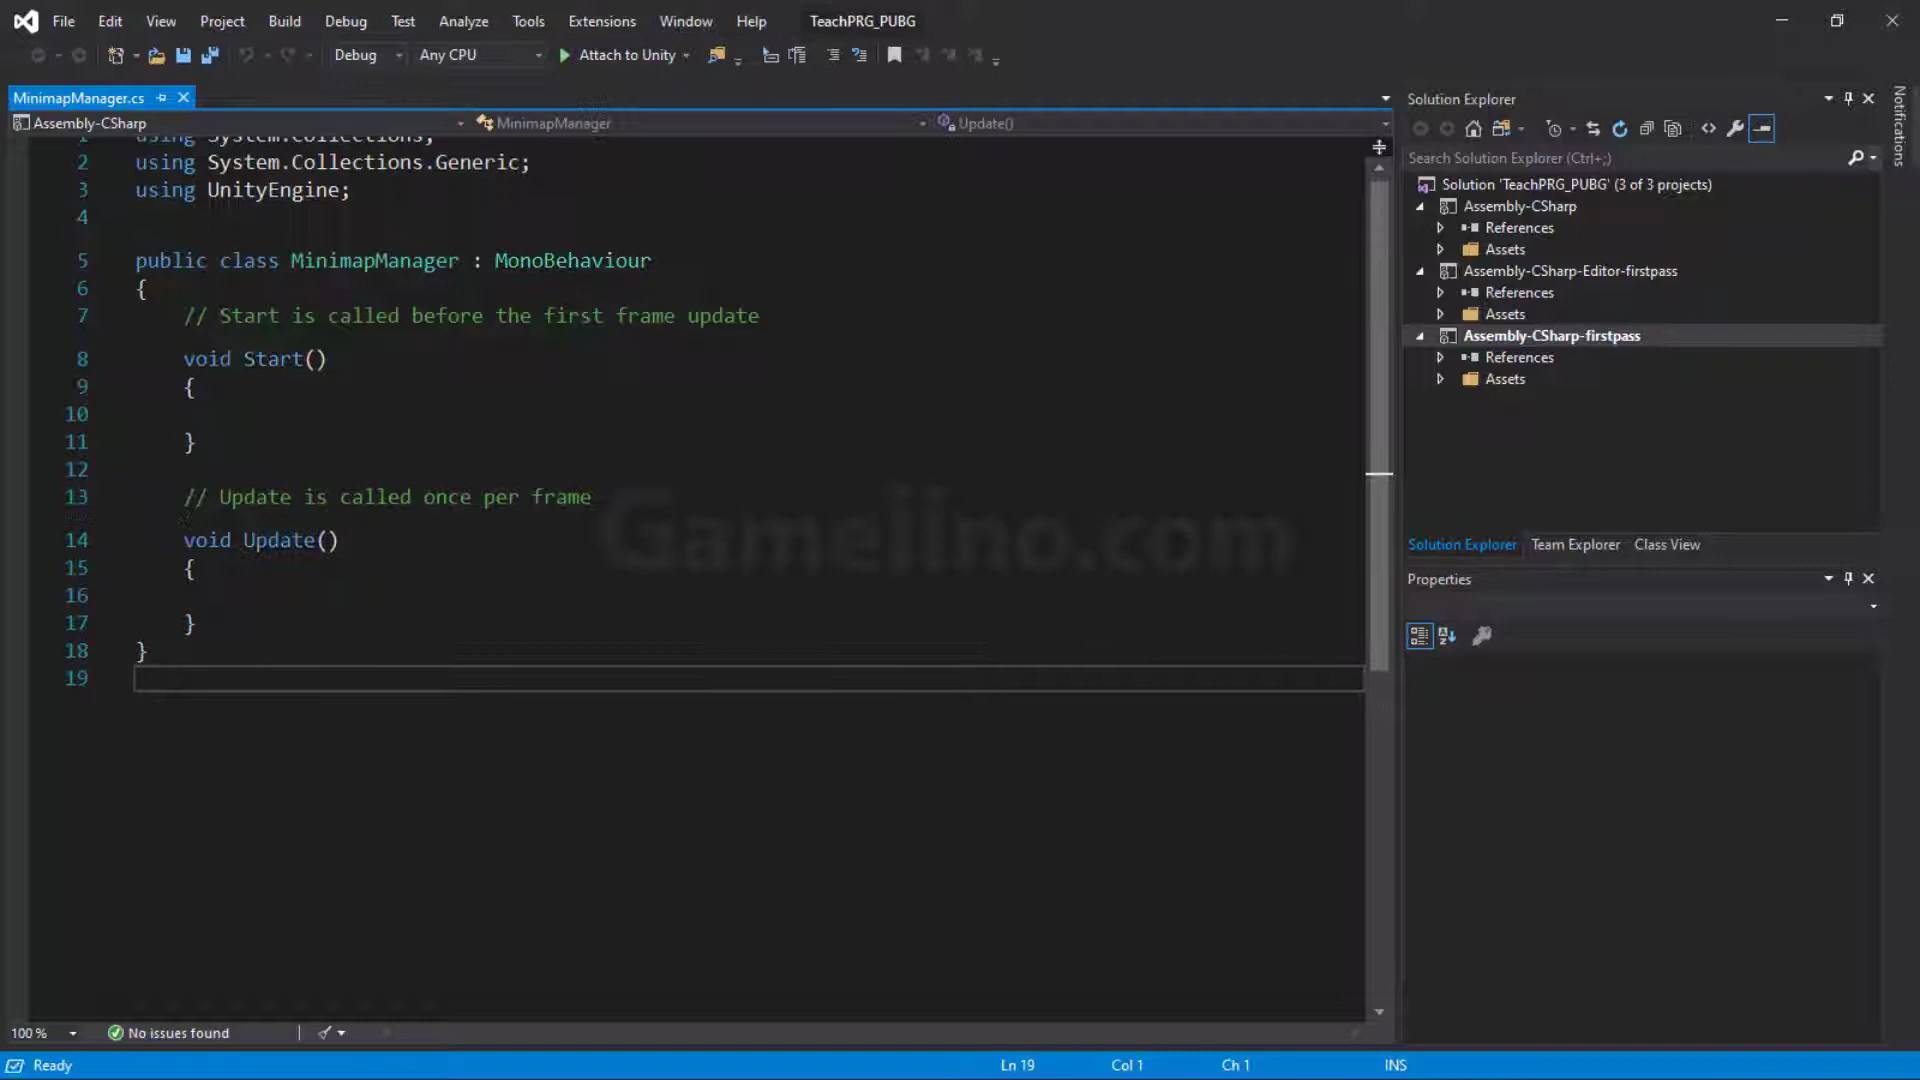 File Edit View Project Build Debug Test Analyze Tools Extensions Window Help TeachPRG_PUBG
Debug Any CPU Attach to Unity
MinimapManager.cs
Assembly-CSharp MinimapManager Update()
1 using System.Collections;
2 using System.Collections.Generic;
3 using UnityEngine;
4
5 public class MinimapManager : MonoBehaviour
6 {
7 // Start is called before the first frame update
8 void Start()
9 {
10
11 }
12
13 // Update is called once per frame
14 void Update()
15 {
16
17 }
18 }
19
Gamejino.com
100 % No issues found
Ready Ln 19 Col 1 Ch 1 INS
Solution Explorer
Search Solution Explorer (Ctrl+;)
Solution 'TeachPRG_PUBG' (3 of 3 projects)
Assembly-CSharp
References
Assets
Assembly-CSharp-Editor-firstpass
References
Assets
Assembly-CSharp-firstpass
References
Assets
Solution Explorer Team Explorer Class View
Properties
Notifications